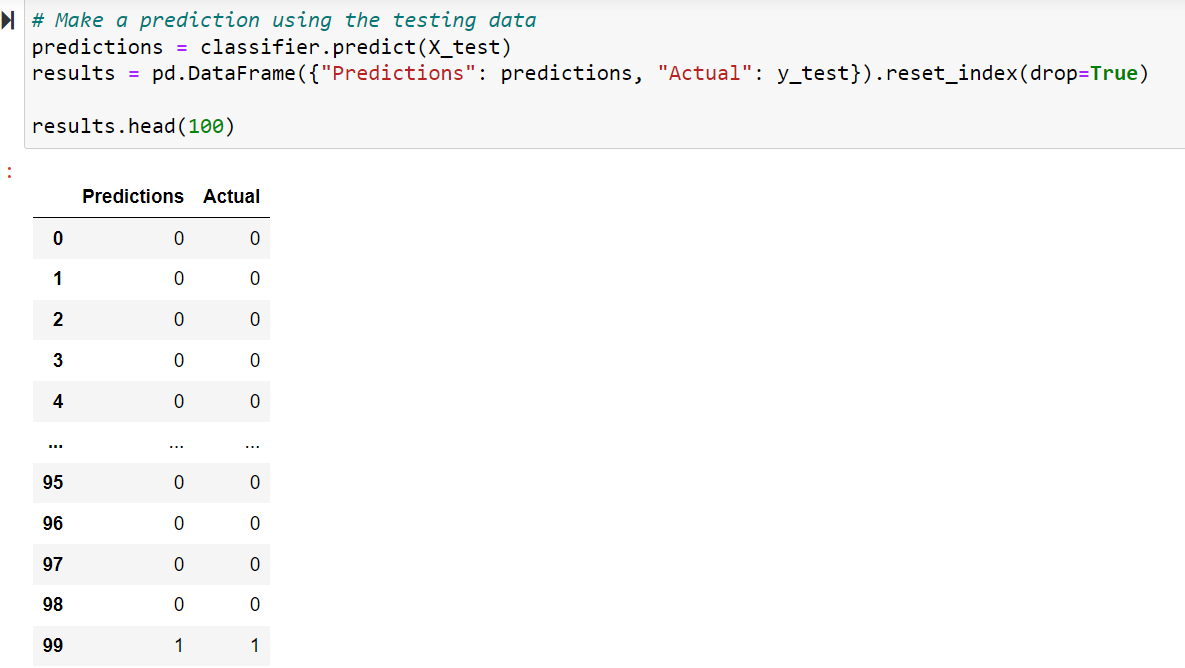 # Make a prediction using the testing data
predictions = classifier.predict(X_test)
results = pd.DataFrame({"Predictions": predictions, "Actual": y_test}).reset_index(drop=True)
results.head(100)
:
Predictions Actual
0 0 0
1 0 0
2 0 0
3 0 0
4 0 0
... ... ...
95 0 0
96 0 0
97 0 0
98 0 0
99 1 1